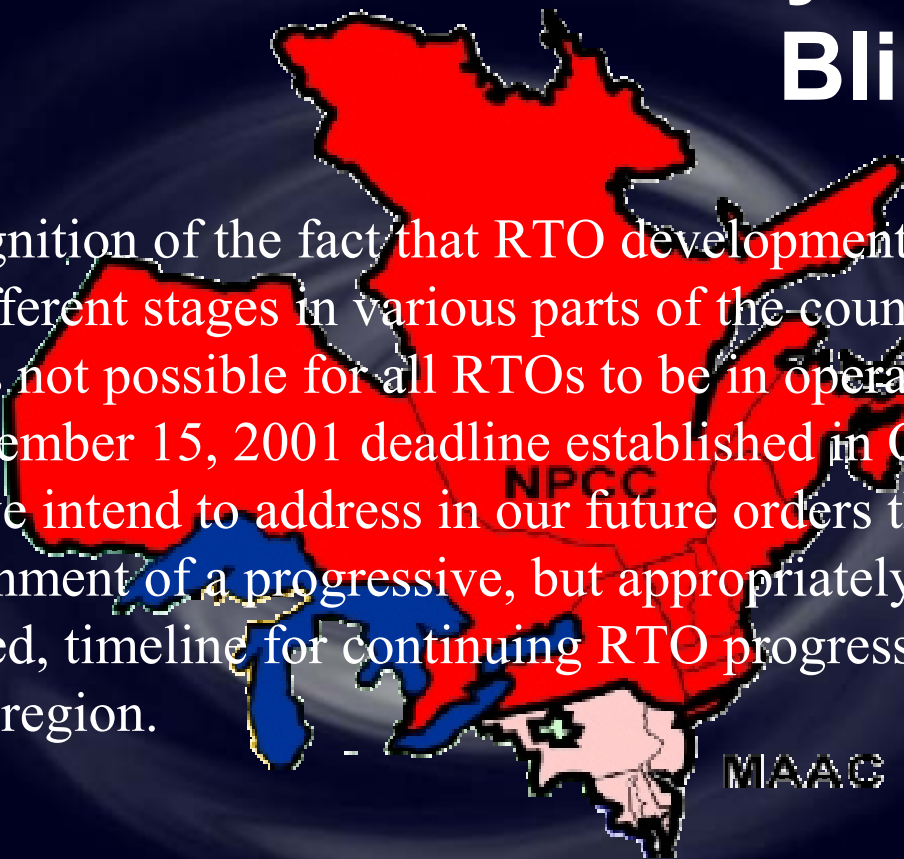 Bli
gnition of the fact that RTO development
fferent stages in various parts of the coun
not possible for all RTOs to be in opera
ember 15, 2001 deadline established in
NPCC
e intend to address in our future orders t
nment of a progressive, but appropriately
ed, timeline for continuing RTO progress
region.
MAAC